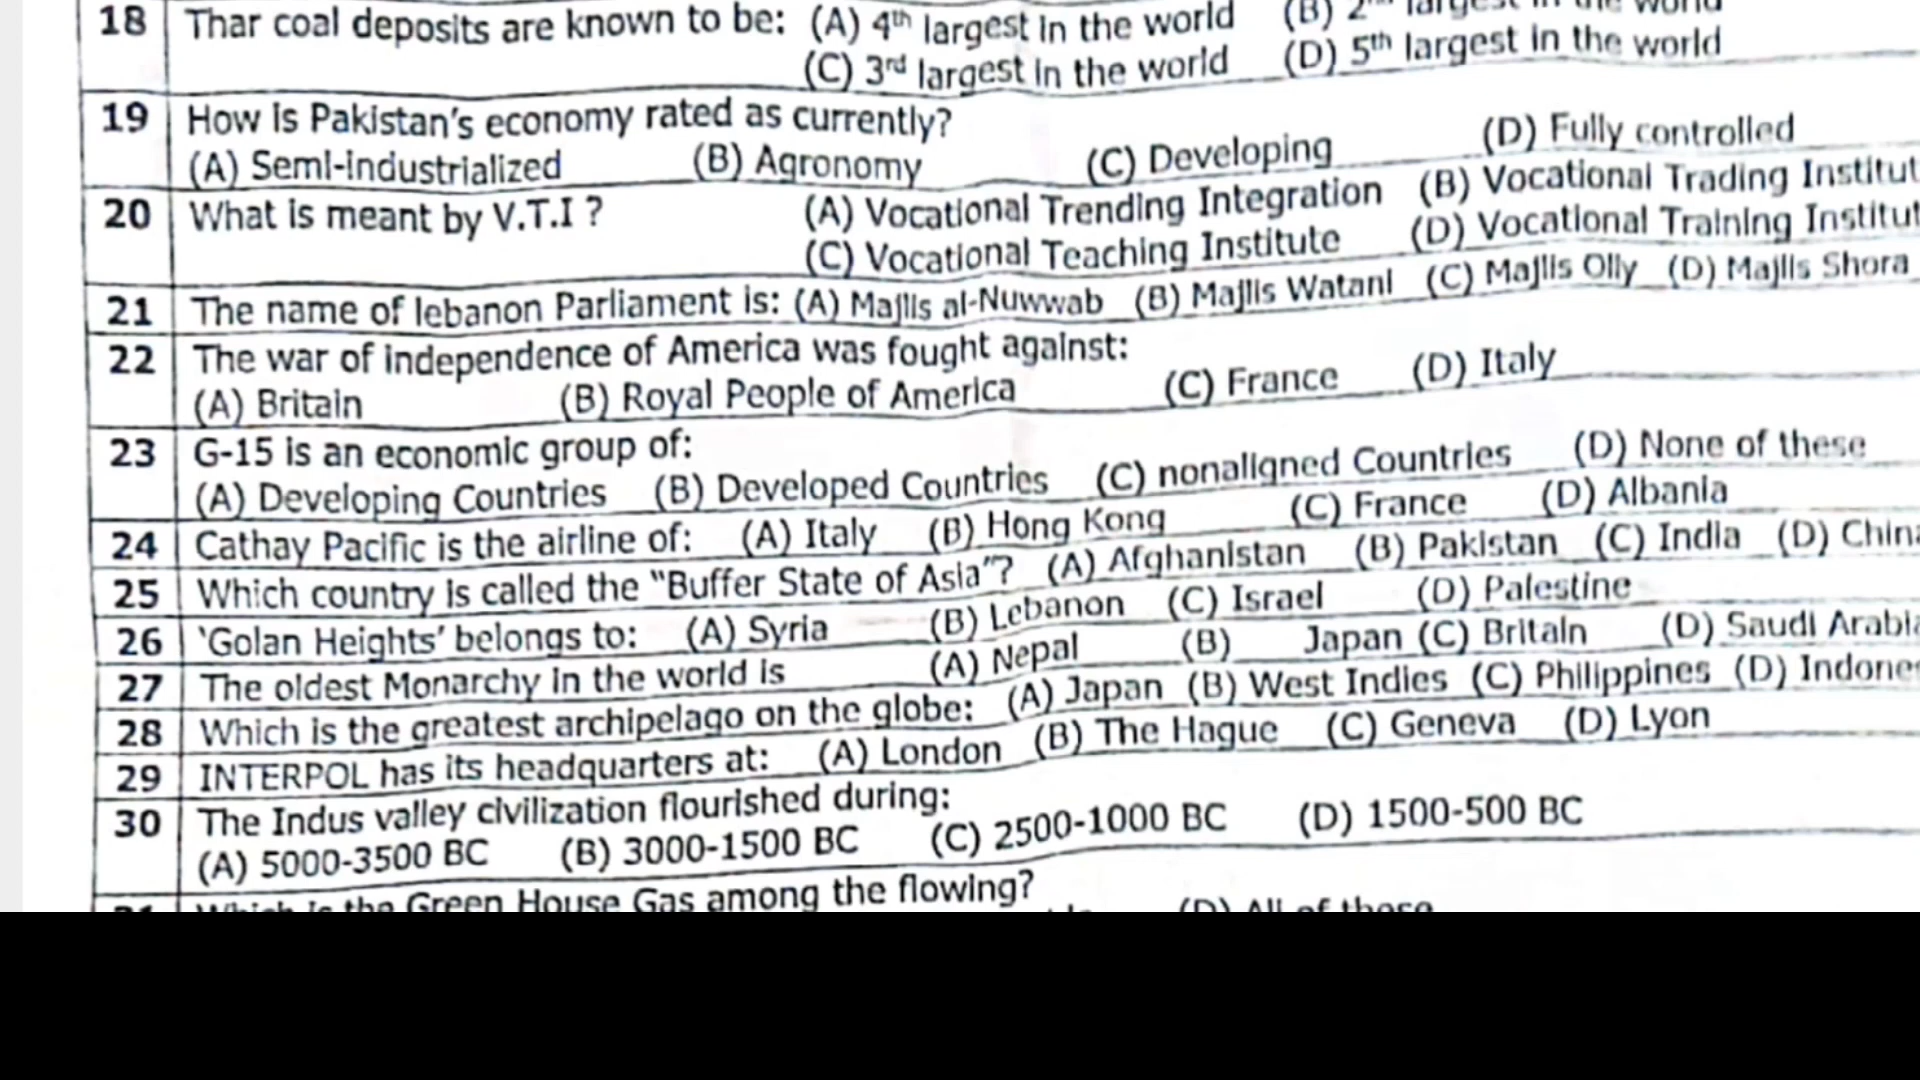 18 Thar coal deposits are known to be: (A) 4th largest in the world (B) 2nd largest in the world
(C) 3rd largest in the world (D) 5th largest in the world
19 How is Pakistan's economy rated as currently?
(A) Semi-industrialized (B) Agronomy (C) Developing (D) Fully controlled
20 What is meant by V.T.I ? (A) Vocational Trending Integration (B) Vocational Trading Institut
(C) Vocational Teaching Institute (D) Vocational Training Institut
21 The name of lebanon Parliament is: (A) Majlis al-Nuwwab (B) Majlis Watani (C) Majlis Olly (D) Majlis Shora
22 The war of independence of America was fought against:
(A) Britain (B) Royal People of America (C) France (D) Italy
23 G-15 is an economic group of:
(A) Developing Countries (B) Developed Countries (C) nonaligned Countries (D) None of these
24 Cathay Pacific is the airline of: (A) Italy (B) Hong Kong (C) France (D) Albania
25 Which country is called the "Buffer State of Asia"? (A) Afghanistan (B) Pakistan (C) India (D) China
26 'Golan Heights' belongs to: (A) Syria (B) Lebanon (C) Israel (D) Palestine
27 The oldest Monarchy in the world is (A) Nepal (B) Japan (C) Britain (D) Saudi Arabia
28 Which is the greatest archipelago on the globe: (A) Japan (B) West Indies (C) Philippines (D) Indones
29 INTERPOL has its headquarters at: (A) London (B) The Hague (C) Geneva (D) Lyon
30 The Indus valley civilization flourished during:
(A) 5000-3500 BC (B) 3000-1500 BC (C) 2500-1000 BC (D) 1500-500 BC
Which is the Green House Gas among the flowing?
(D) All of these